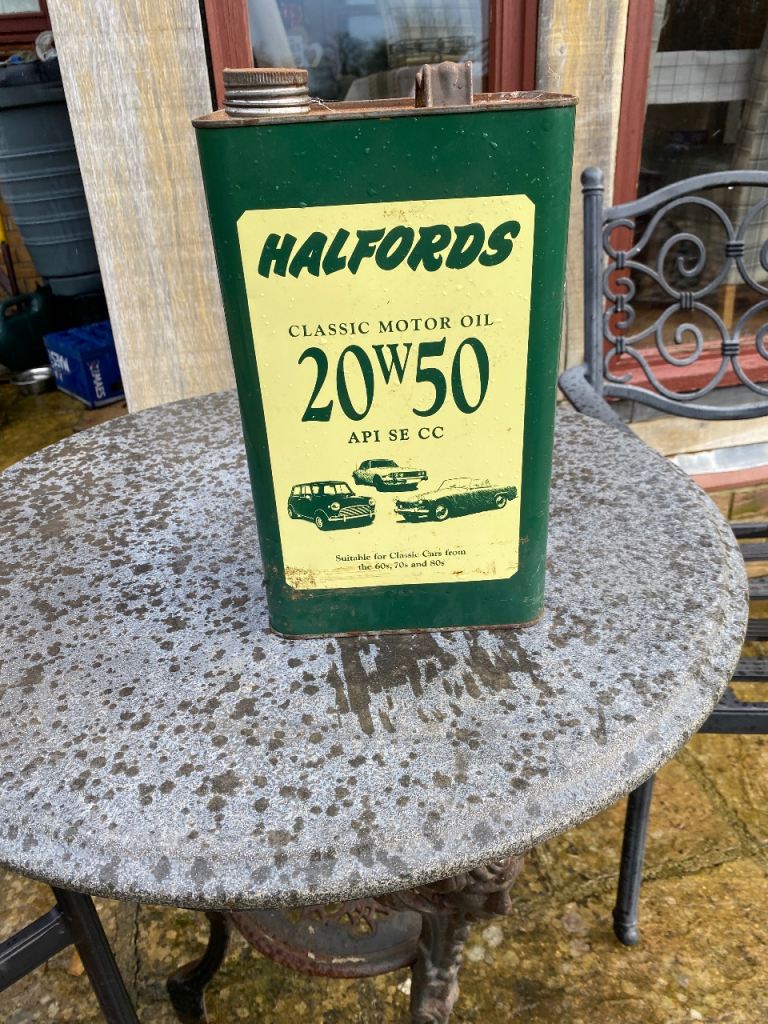 HALFORDS
CLASSIC MOTOR OIL
20W50
API SE CC
Suitable for Classic Cars from
the 60s, 70s and 80s